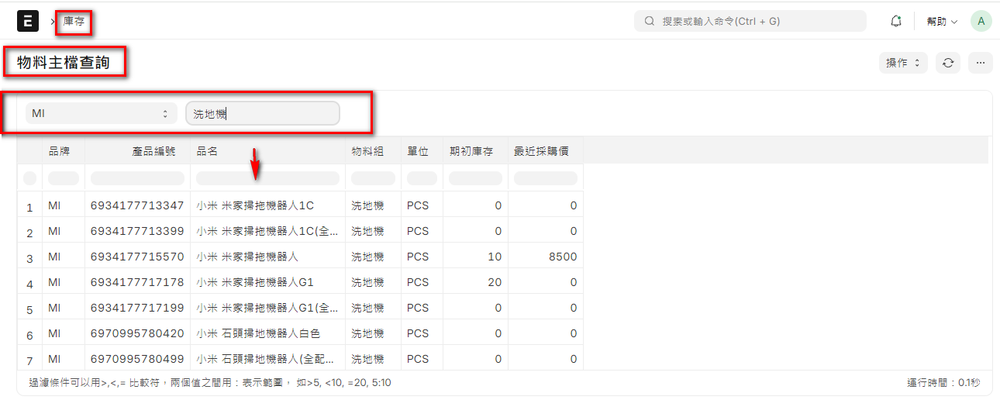 E 庫存 搜索或輸入命令(Ctrl + G) 幫助 A
物料主檔查詢 操作 ...
MI 洗地機
品牌 產品編號 品名 物料組 單位 期初庫存 最近採購價
1 MI 6934177713347 小米 米家掃拖機器人1C 洗地機 PCS 0 0
2 MI 6934177713399 小米 米家掃拖機器人1C(全... 洗地機 PCS 0 0
3 MI 6934177715570 小米 米家掃拖機器人 洗地機 PCS 10 8500
4 MI 6934177717178 小米 米家掃拖機器人G1 洗地機 PCS 20 0
5 MI 6934177717199 小米 米家掃拖機器人G1(全... 洗地機 PCS 0 0
6 MI 6970995780420 小米 石頭掃地機器人白色 洗地機 PCS 0 0
7 MI 6970995780499 小米 石頭掃地機器人(全配... 洗地機 PCS 0 0
過濾條件可以用>,<,= 比較符，兩個值之間用：表示範圍， 如>5, <10, =20, 5:10 運行時間：0.1秒